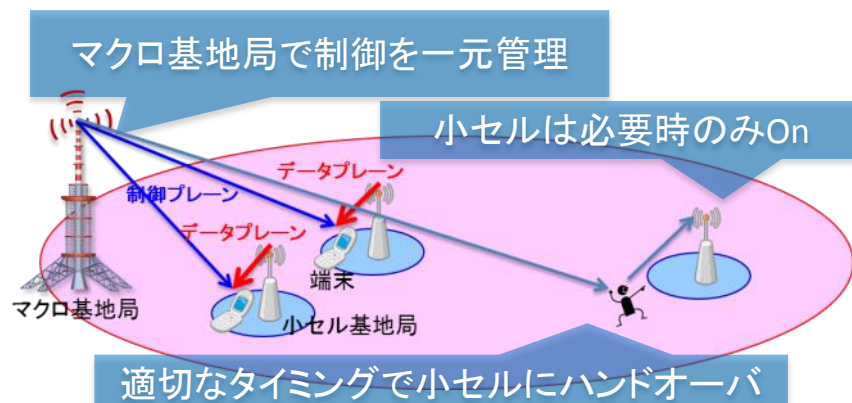 マクロ基地局で制御を一元管理
小セルは必要時のみOn
データプレーン
制御プレーン
データプレーン
端末
マクロ基地局
小セル基地局
適切なタイミングで小セルにハンドオーバ